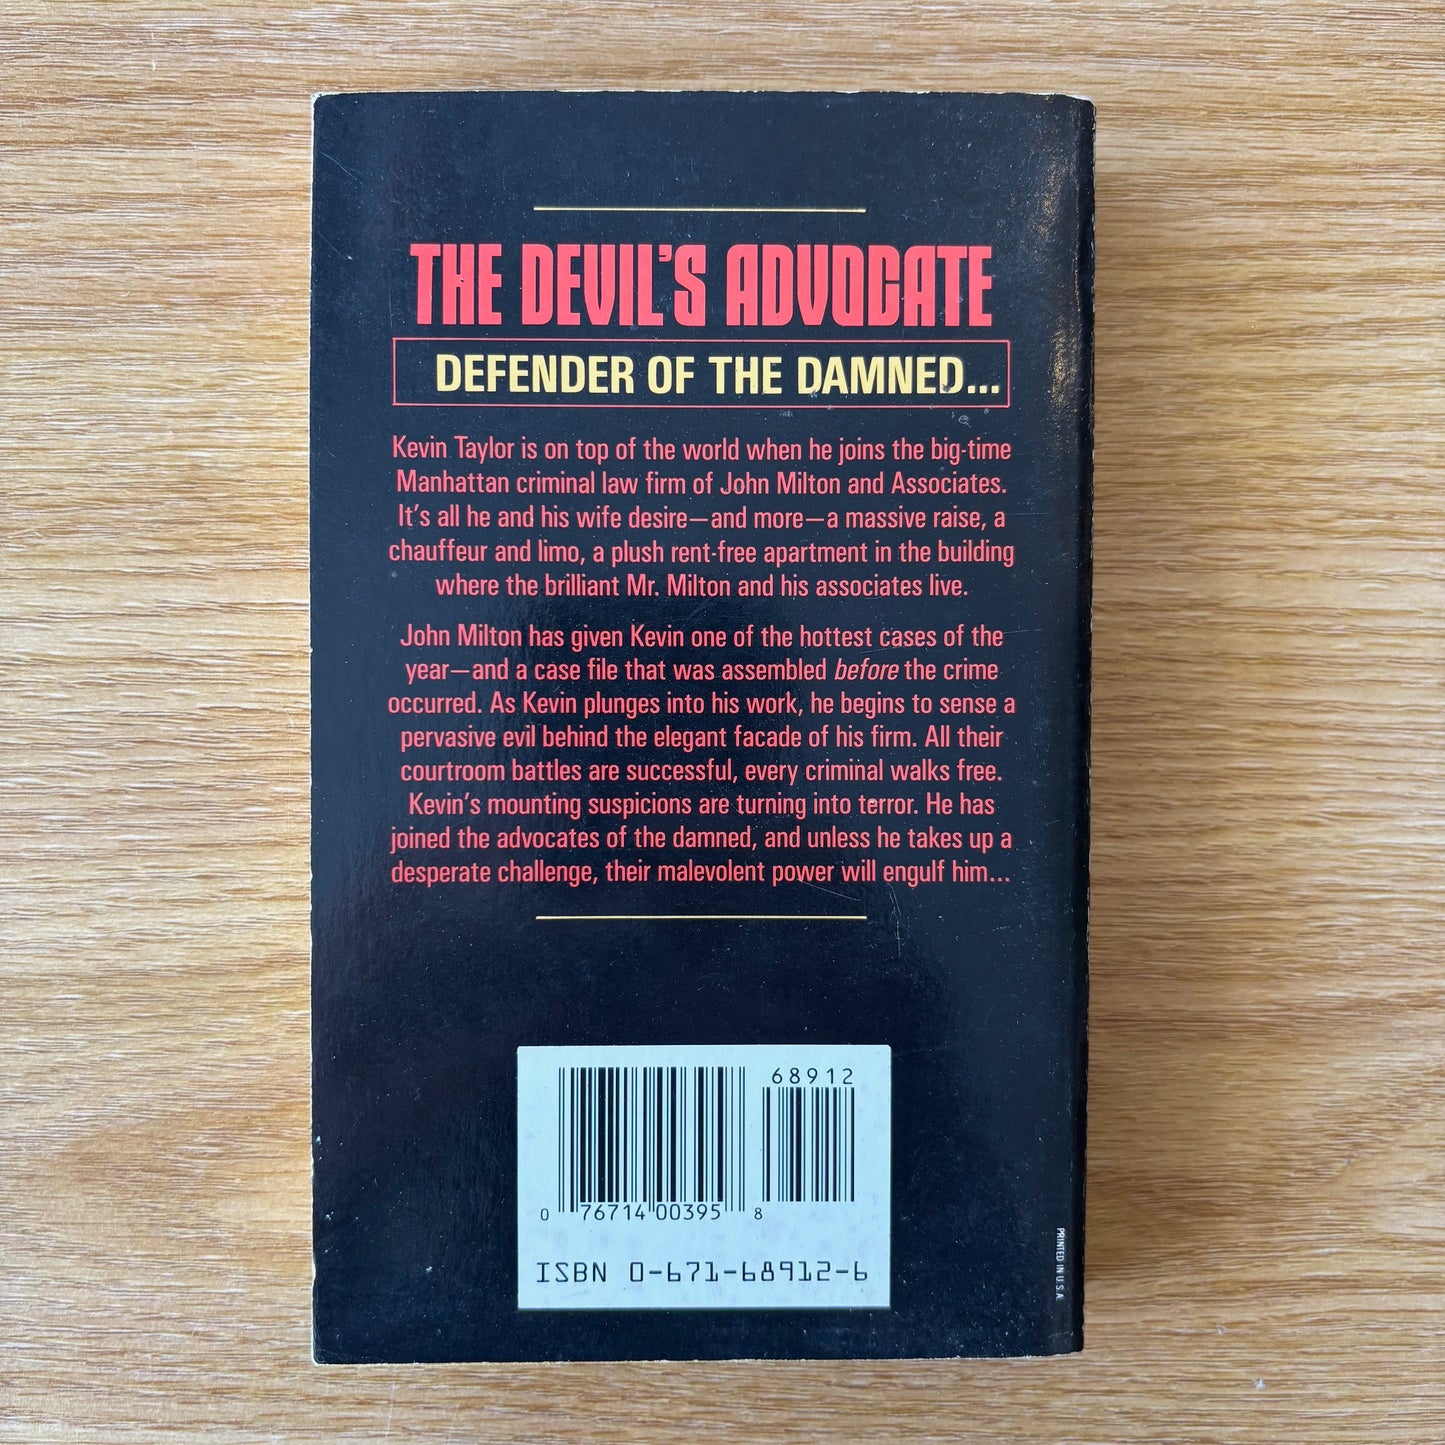 THE DEVIL'S ADVOCATE
DEFENDER OF THE DAMNED...
Kevin Taylor is on top of the world when he joins the big-time
Manhattan criminal law firm of John Milton and Associates.
It's all he and his wife desire—and more—a massive raise, a
chauffeur and limo, a plush rent-free apartment in the building
where the brilliant Mr. Milton and his associates live.
John Milton has given Kevin one of the hottest cases of the
year—and a case file that was assembled before the crime
occurred. As Kevin plunges into his work, he begins to sense a
pervasive evil behind the elegant facade of his firm. All their
courtroom battles are successful, every criminal walks free.
Kevin's mounting suspicions are turning into terror. He has
joined the advocates of the damned, and unless he takes up a
desperate challenge, their malevolent power will engulf him...
68912
0 76714 00395 8
ISBN 0-671-68912-6
PRINTED IN U.S.A.